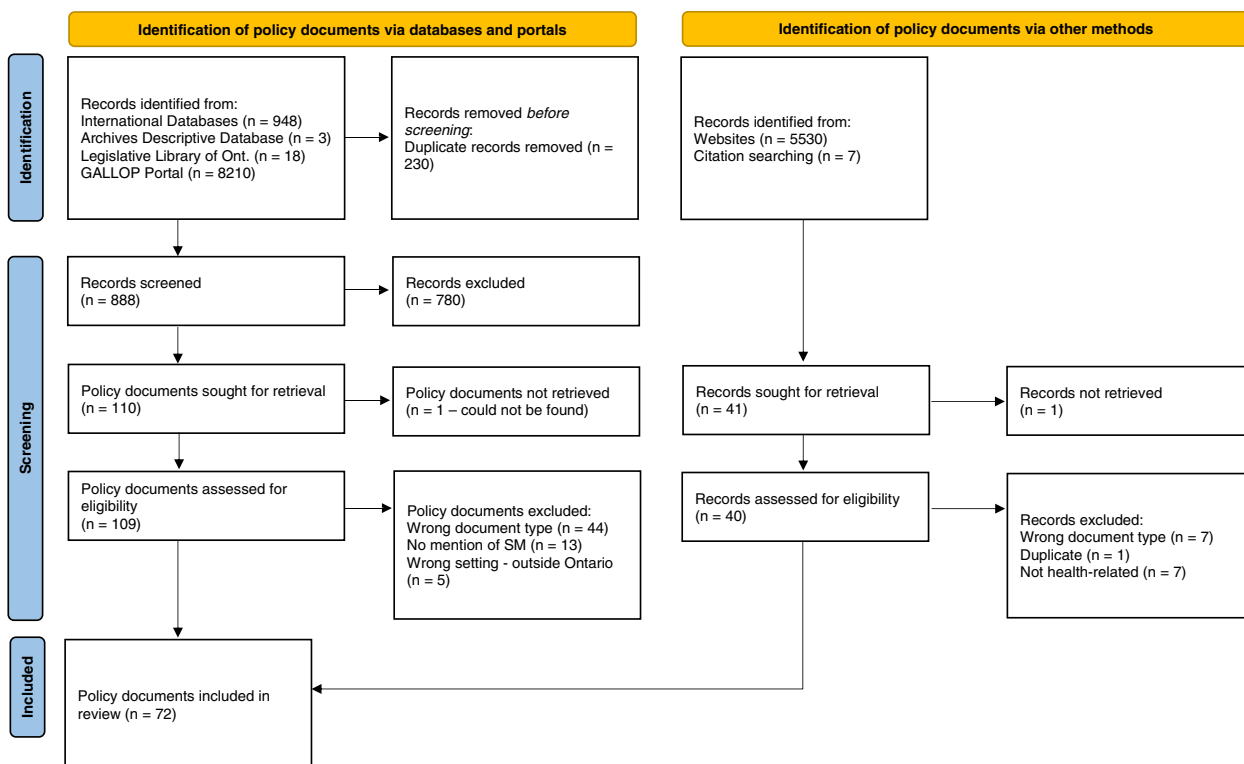 Identification of policy documents via databases and portals
Identification of policy documents via other methods
Identification
Records identified from:
International Databases (n = 948)
Archives Descriptive Database (n = 3)
Legislative Library of Ont. (n = 18)
GALLOP Portal (n = 8210)
Records removed before
screening:
Duplicate records removed (n =
230)
Records identified from:
Websites (n = 5530)
Citation searching (n = 7)
Screening
Records screened
(n = 888)
Records excluded
(n = 780)
Policy documents sought for retrieval
(n = 110)
Policy documents not retrieved
(n = 1 – could not be found)
Records sought for retrieval
(n = 41)
Records not retrieved
(n = 1)
Policy documents assessed for
eligibility
(n = 109)
Policy documents excluded:
Wrong document type (n = 44)
No mention of SM (n = 13)
Wrong setting - outside Ontario
(n = 5)
Records assessed for eligibility
(n = 40)
Records excluded:
Wrong document type (n = 7)
Duplicate (n = 1)
Not health-related (n = 7)
Included
Policy documents included in
review (n = 72)